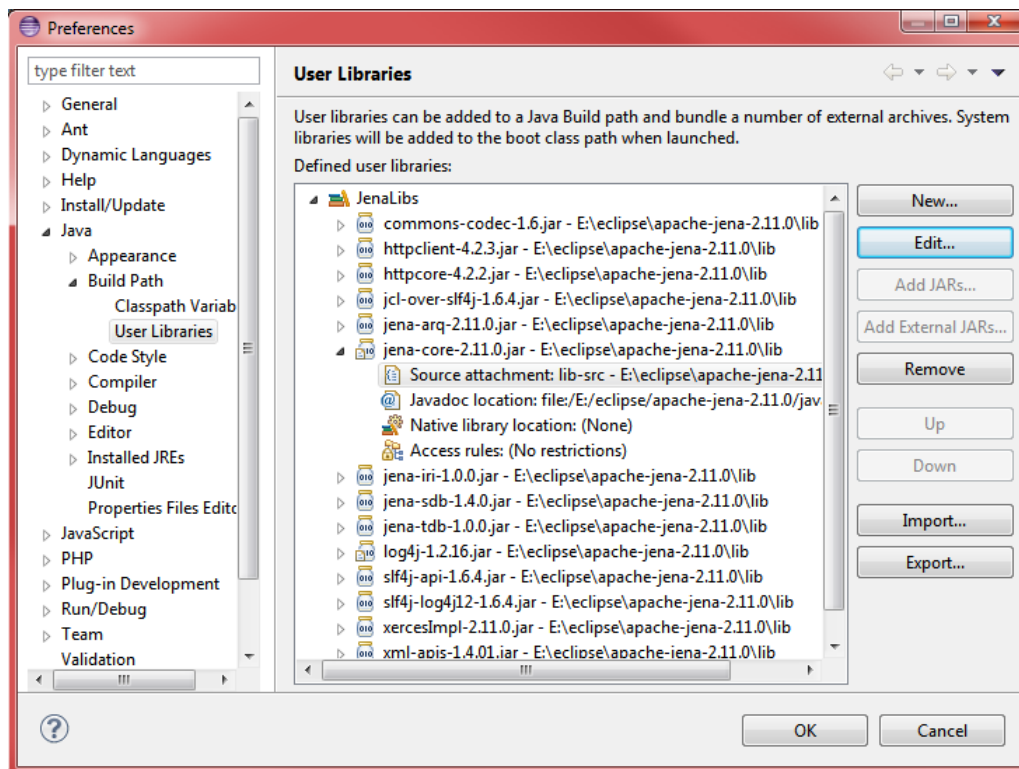 Preferences
type filter text
General
Ant
Dynamic Languages
Help
Install/Update
Java
Appearance
Build Path
Classpath Variab
User Libraries
Code Style
Compiler
Debug
Editor
Installed JREs
JUnit
Properties Files Edito
JavaScript
PHP
Plug-in Development
Run/Debug
Team
Validation
User Libraries
User libraries can be added to a Java Build path and bundle a number of external archives. System
libraries will be added to the boot class path when launched.
Defined user libraries:
JenaLibs
commons-codec-1.6.jar - E:\eclipse\apache-jena-2.11.0\lib
httpclient-4.2.3.jar - E:\eclipse\apache-jena-2.11.0\lib
httpcore-4.2.2.jar - E:\eclipse\apache-jena-2.11.0\lib
jcl-over-slf4j-1.6.4.jar - E:\eclipse\apache-jena-2.11.0\lib
jena-arq-2.11.0.jar - E:\eclipse\apache-jena-2.11.0\lib
jena-core-2.11.0.jar - E:\eclipse\apache-jena-2.11.0\lib
Source attachment: lib-src - E:\eclipse\apache-jena-2.11
Javadoc location: file:/E:/eclipse/apache-jena-2.11.0/java
Native library location: (None)
Access rules: (No restrictions)
jena-iri-1.0.0.jar - E:\eclipse\apache-jena-2.11.0\lib
jena-sdb-1.4.0.jar - E:\eclipse\apache-jena-2.11.0\lib
jena-tdb-1.0.0.jar - E:\eclipse\apache-jena-2.11.0\lib
log4j-1.2.16.jar - E:\eclipse\apache-jena-2.11.0\lib
slf4j-api-1.6.4.jar - E:\eclipse\apache-jena-2.11.0\lib
slf4j-log4j12-1.6.4.jar - E:\eclipse\apache-jena-2.11.0\lib
xercesImpl-2.11.0.jar - E:\eclipse\apache-jena-2.11.0\lib
xml-apis-1.4.01.jar - E:\eclipse\apache-jena-2.11.0\lib
New...
Edit...
Add JARs...
Add External JARs...
Remove
Up
Down
Import...
Export...
OK
Cancel